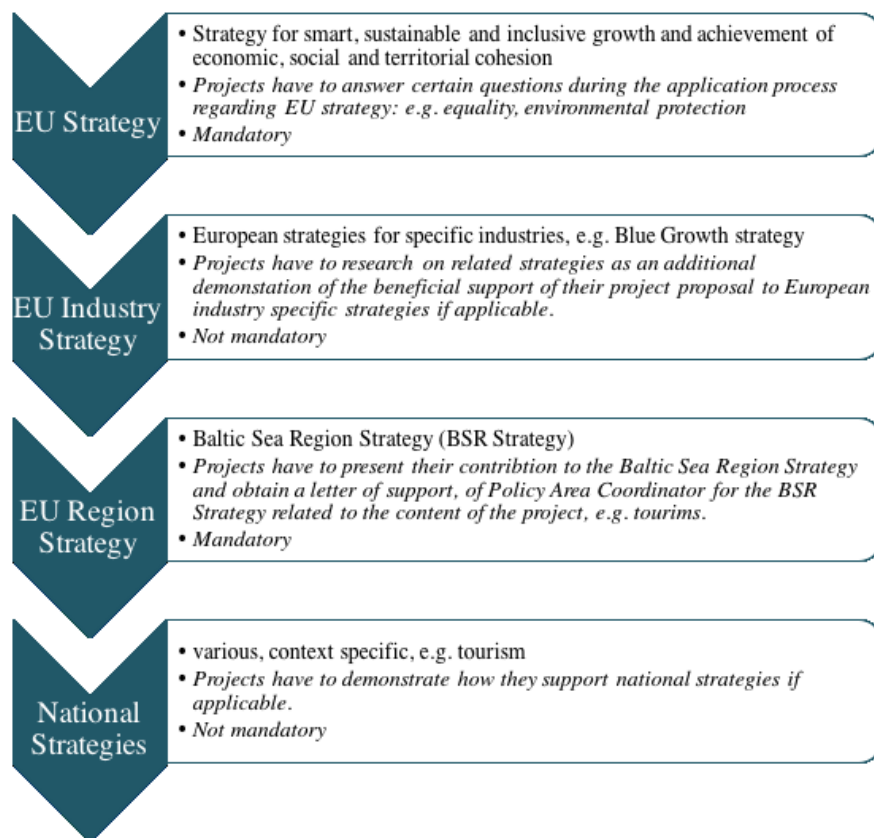 EU Strategy
• Strategy for smart, sustainable and inclusive growth and achievement of
economic, social and territorial cohesion
• Projects have to answer certain questions during the application process
regarding EU strategy: e.g. equality, environmental protection
• Mandatory
EU Industry
Strategy
• European strategies for specific industries, e.g. Blue Growth strategy
• Projects have to research on related strategies as an additional
demonstation of the beneficial support of their project proposal to European
industry specific strategies if applicable.
• Not mandatory
EU Region
Strategy
• Baltic Sea Region Strategy (BSR Strategy)
• Projects have to present their contribtion to the Baltic Sea Region Strategy
and obtain a letter of support, of Policy Area Coordinator for the BSR
Strategy related to the content of the project, e.g. tourims.
• Mandatory
National
Strategies
• various, context specific, e.g. tourism
• Projects have to demonstrate how they support national strategies if
applicable.
• Not mandatory